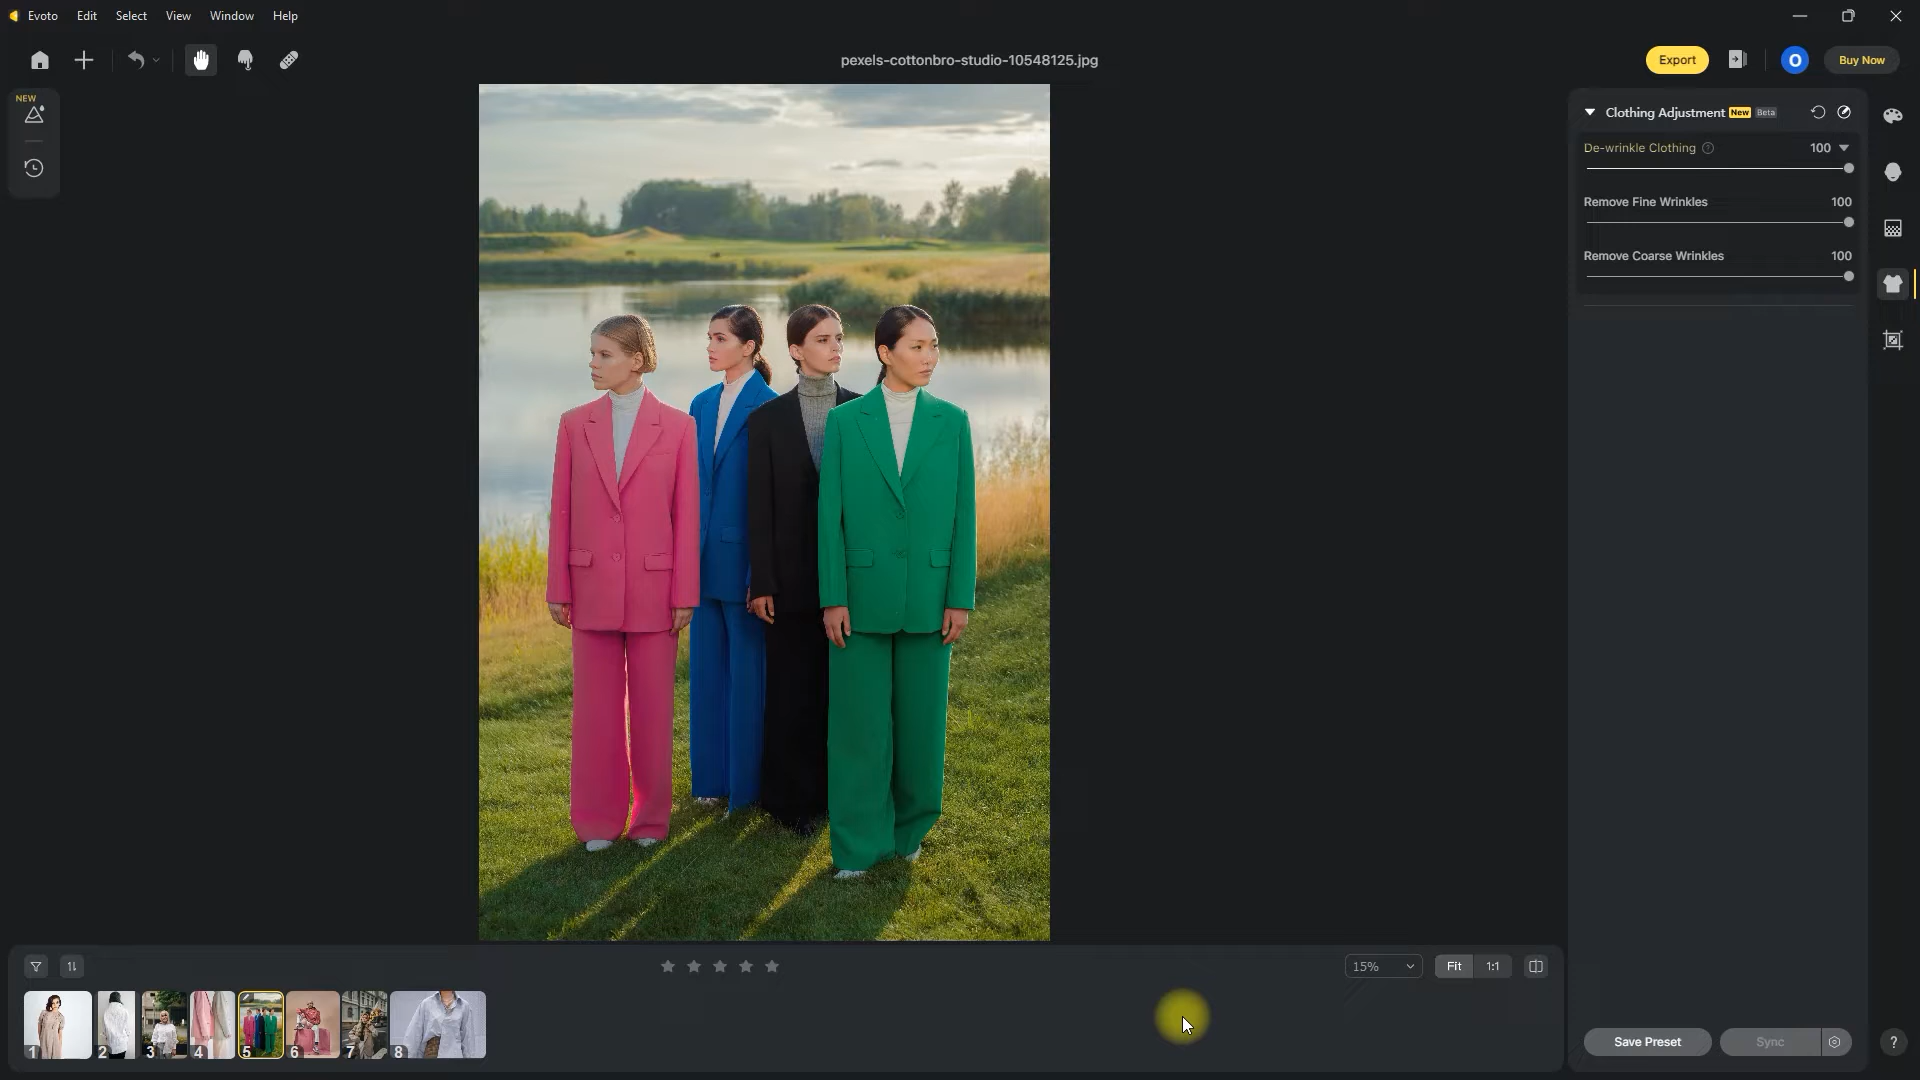 Evoto Edit Select View Window Help
pexels-cottonbro-studio-10548125.jpg
Export
O
Buy Now
NEW
Clothing Adjustment New Beta
De-wrinkle Clothing ? 100
Remove Fine Wrinkles 100
Remove Coarse Wrinkles 100
15% Fit 1:1
1 2 3 4 5 6 7 8
Save Preset Sync ?